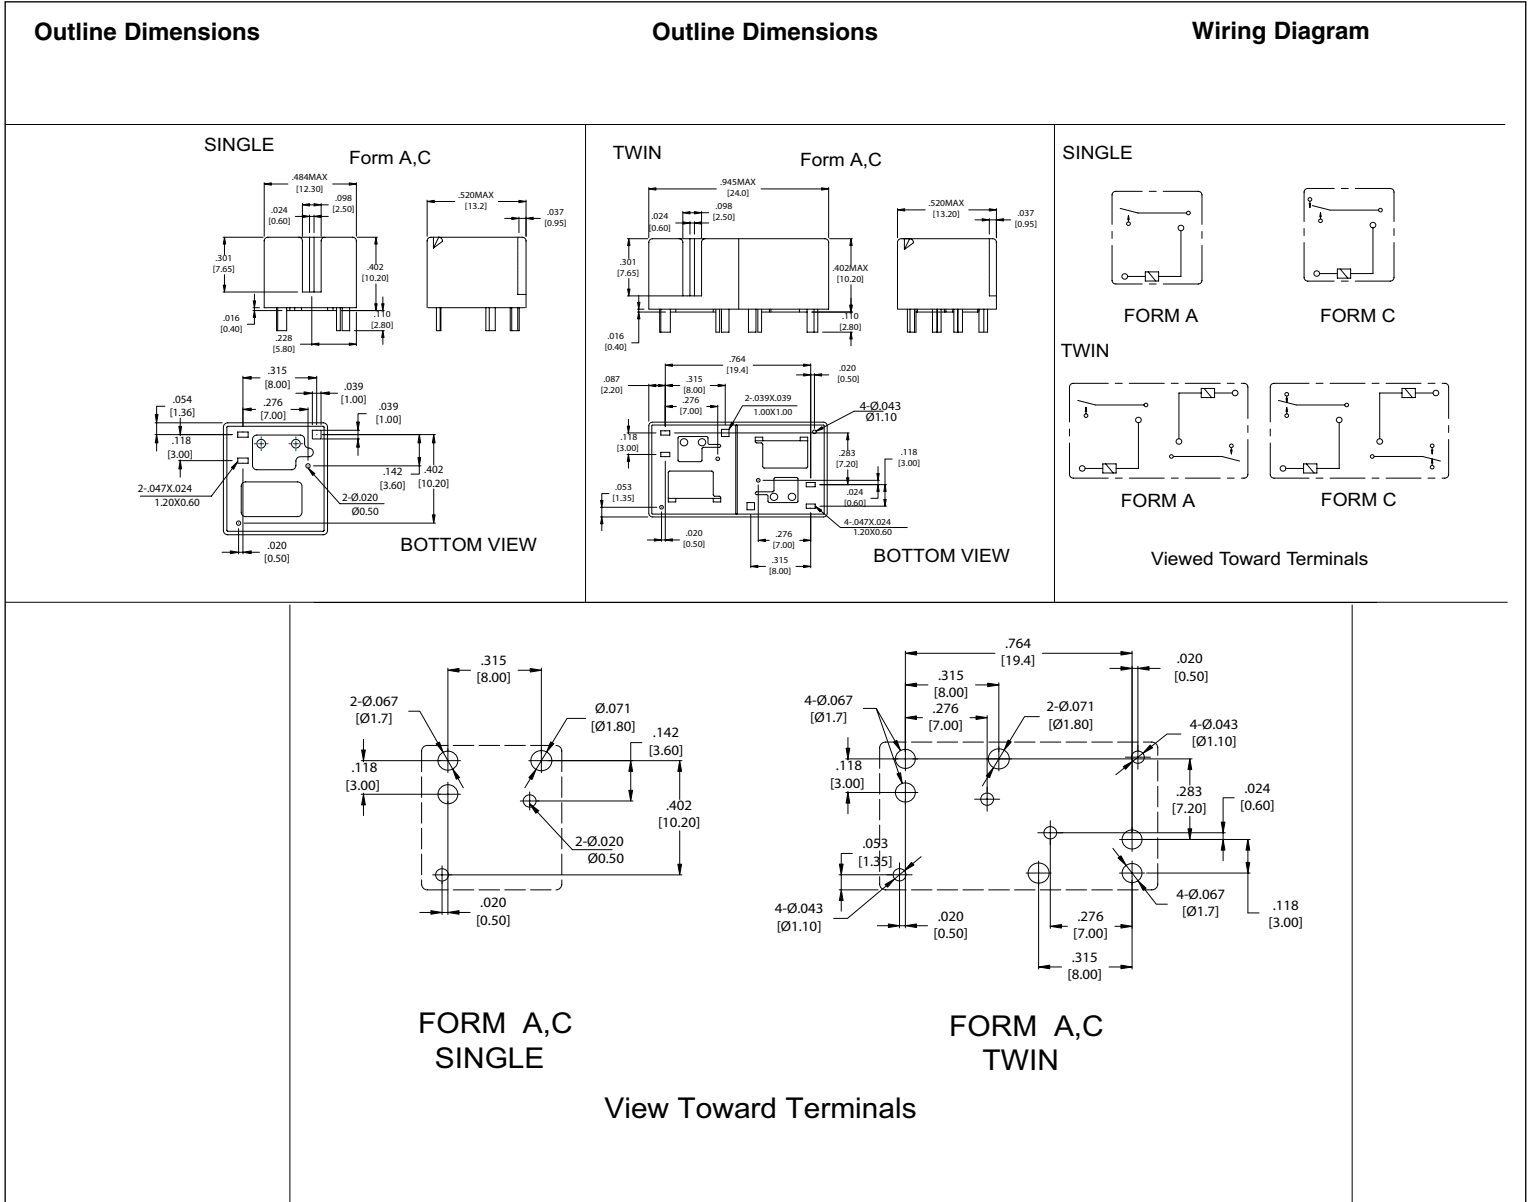 Outline Dimensions
Outline Dimensions
Wiring Diagram
SINGLE
Form A,C
.484MAX
[12.30]
.098
[2.50]
.024
[0.60]
.301
[7.65]
.402
[10.20]
.016
[0.40]
.110
[2.80]
.228
[5.80]
.520MAX
[13.2]
.037
[0.95]
.315
[8.00]
.039
[1.00]
.054
[1.36]
.276
[7.00]
.039
[1.00]
.118
[3.00]
.142
[3.60]
.402
[10.20]
2-.047X.024
1.20X0.60
2-Ø.020
Ø0.50
.020
[0.50]
BOTTOM VIEW
TWIN
Form A,C
.945MAX
[24.0]
.098
[2.50]
.024
[0.60]
.301
[7.65]
.402MAX
[10.20]
.016
[0.40]
.110
[2.80]
.520MAX
[13.20]
.037
[0.95]
.764
[19.4]
.020
[0.50]
.087
[2.20]
.315
[8.00]
.276
[7.00]
2-.039X.039
1.00X1.00
4-Ø.043
Ø1.10
.118
[3.00]
.283
[7.20]
.118
[3.00]
.053
[1.35]
.024
[0.60]
4-.047X.024
1.20X0.60
.020
[0.50]
.276
[7.00]
.315
[8.00]
BOTTOM VIEW
SINGLE
FORM A
FORM C
TWIN
FORM A
FORM C
Viewed Toward Terminals
.315
[8.00]
2-Ø.067
[Ø1.7]
Ø.071
[Ø1.80]
.142
[3.60]
.118
[3.00]
.402
[10.20]
2-Ø.020
Ø0.50
.020
[0.50]
FORM A,C
SINGLE
.764
[19.4]
.020
[0.50]
.315
[8.00]
4-Ø.067
[Ø1.7]
.276
[7.00]
2-Ø.071
[Ø1.80]
4-Ø.043
[Ø1.10]
.118
[3.00]
.283
[7.20]
.024
[0.60]
.053
[1.35]
4-Ø.043
[Ø1.10]
.020
[0.50]
4-Ø.067
[Ø1.7]
.118
[3.00]
.276
[7.00]
.315
[8.00]
FORM A,C
TWIN
View Toward Terminals